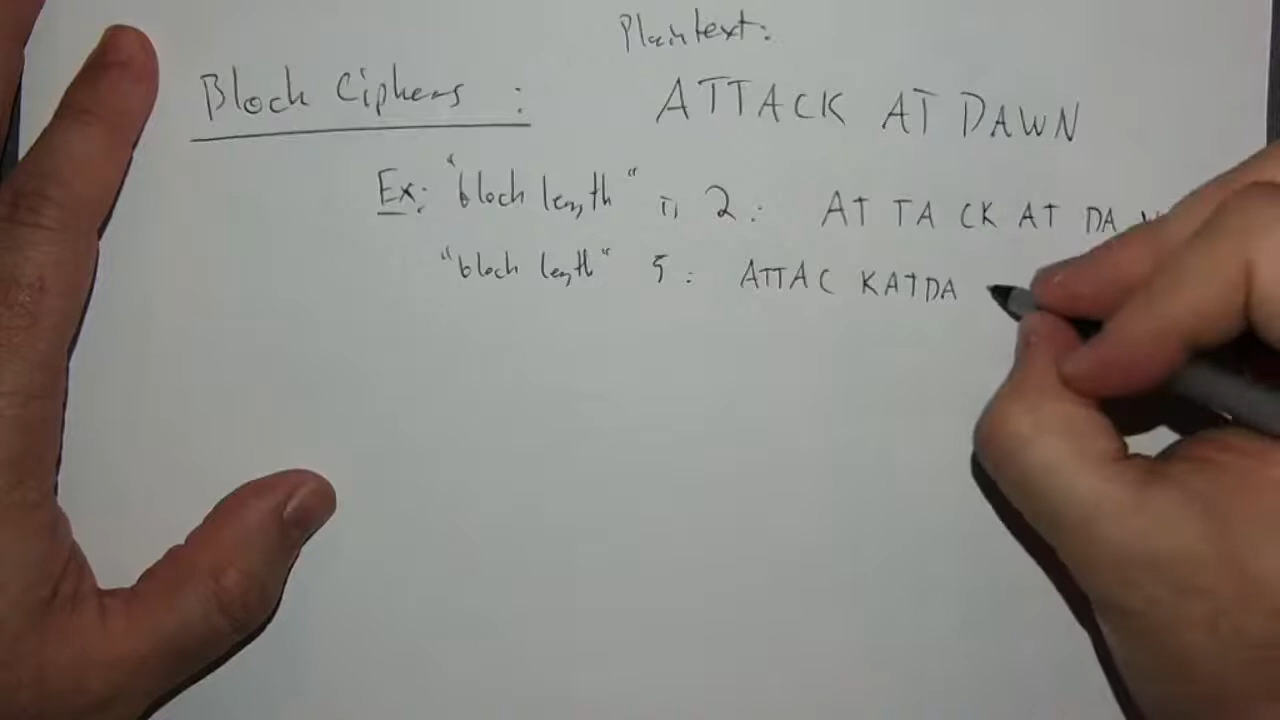 Plaintext:
Block Ciphers : ATTACK AT DAWN
Ex: "block length" is 2 : AT TA CK AT DA
"block length" 5 : ATTAC KATDA